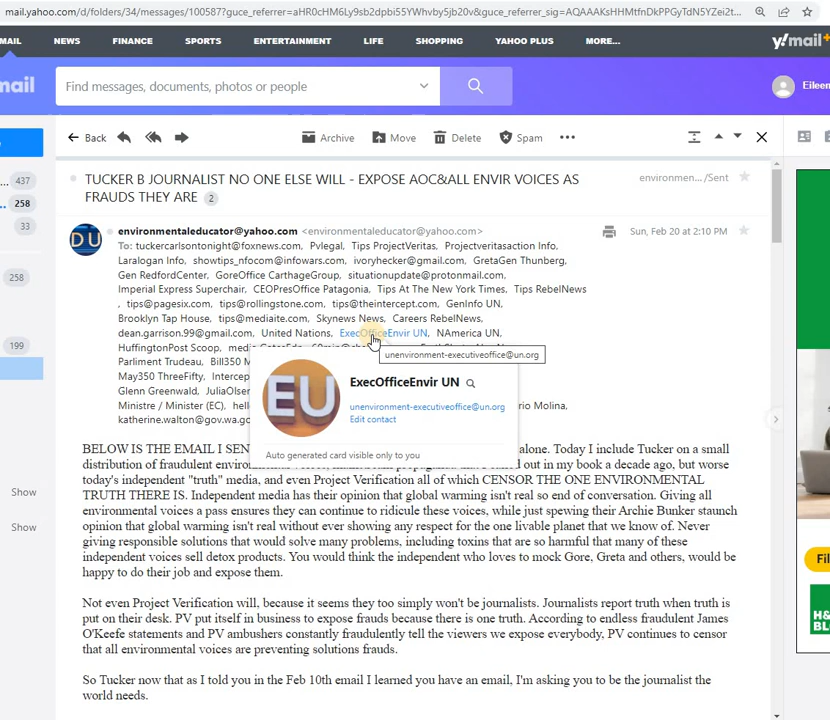 mail.yahoo.com/d/folders/34/messages/100587?guce_referrer=aHR0cHM6Ly9sb2dpbi55YWhvby5jb20v&guce_referrer_sig=AQAAAKsHHMtfnDkPPGyTdN5YZei2t...
MAIL NEWS FINANCE SPORTS ENTERTAINMENT LIFE SHOPPING YAHOO PLUS MORE... y!mail+
mail Find messages, documents, photos or people Eileen
Back Archive Move Delete Spam
437
258
33
258
199
Show
Show
TUCKER B JOURNALIST NO ONE ELSE WILL - EXPOSE AOC&ALL ENVIR VOICES AS environmen... /Sent
FRAUDS THEY ARE 2
DU environmentaleducator@yahoo.com <environmentaleducator@yahoo.com> Sun, Feb 20 at 2:10 PM
To: tuckercarlsontonight@foxnews.com, Pvlegal, Tips ProjectVeritas, Projectveritasaction Info,
Laralogan Info, showtips_nfocom@infowars.com, ivoryhecker@gmail.com, GretaGen Thunberg,
Gen RedfordCenter, GoreOffice CarthageGroup, situationupdate@protonmail.com,
Imperial Express Superchair, CEOPresOffice Patagonia, Tips At The New York Times, Tips RebelNews
, tips@pagesix.com, tips@rollingstone.com, tips@theintercept.com, GenInfo UN,
Brooklyn Tap House, tips@mediaite.com, Skynews News, Careers RebelNews,
dean.garrison.99@gmail.com, United Nations, ExecOfficeEnvir UN, NAmerica UN,
HuffingtonPost Scoop,
unenvironment-executiveoffice@un.org
Parliment Trudeau, Bill350
May350 ThreeFifty, Intercep
Glenn Greenwald, JuliaOlse
Ministre / Minister (EC), rio Molina,
katherine.walton@gov.wa.go
EU ExecOfficeEnvir UN
unenvironment-executiveoffice@un.org
Edit contact
Auto generated card visible only to you
BELOW IS THE EMAIL I SEN alone. Today I include Tucker on a small
distribution of fraudulent out in my book a decade ago, but worse
today's independent "truth" media, and even Project Verification all of which CENSOR THE ONE ENVIRONMENTAL
TRUTH THERE IS. Independent media has their opinion that global warming isn't real so end of conversation. Giving all
environmental voices a pass ensures they can continue to ridicule these voices, while just spewing their Archie Bunker staunch
opinion that global warming isn't real without ever showing any respect for the one livable planet that we know of. Never
giving responsible solutions that would solve many problems, including toxins that are so harmful that many of these
independent voices sell detox products. You would think the independent who loves to mock Gore, Greta and others, would be
happy to do their job and expose them.
Not even Project Verification will, because it seems they too simply won't be journalists. Journalists report truth when truth is
put on their desk. PV put itself in business to expose frauds because there is one truth. According to endless fraudulent James
O'Keefe statements and PV ambushers constantly fraudulently tell the viewers we expose everybody, PV continues to censor
that all environmental voices are preventing solutions frauds.
So Tucker now that as I told you in the Feb 10th email I learned you have an email, I'm asking you to be the journalist the
world needs.
Fil
H&
BLO